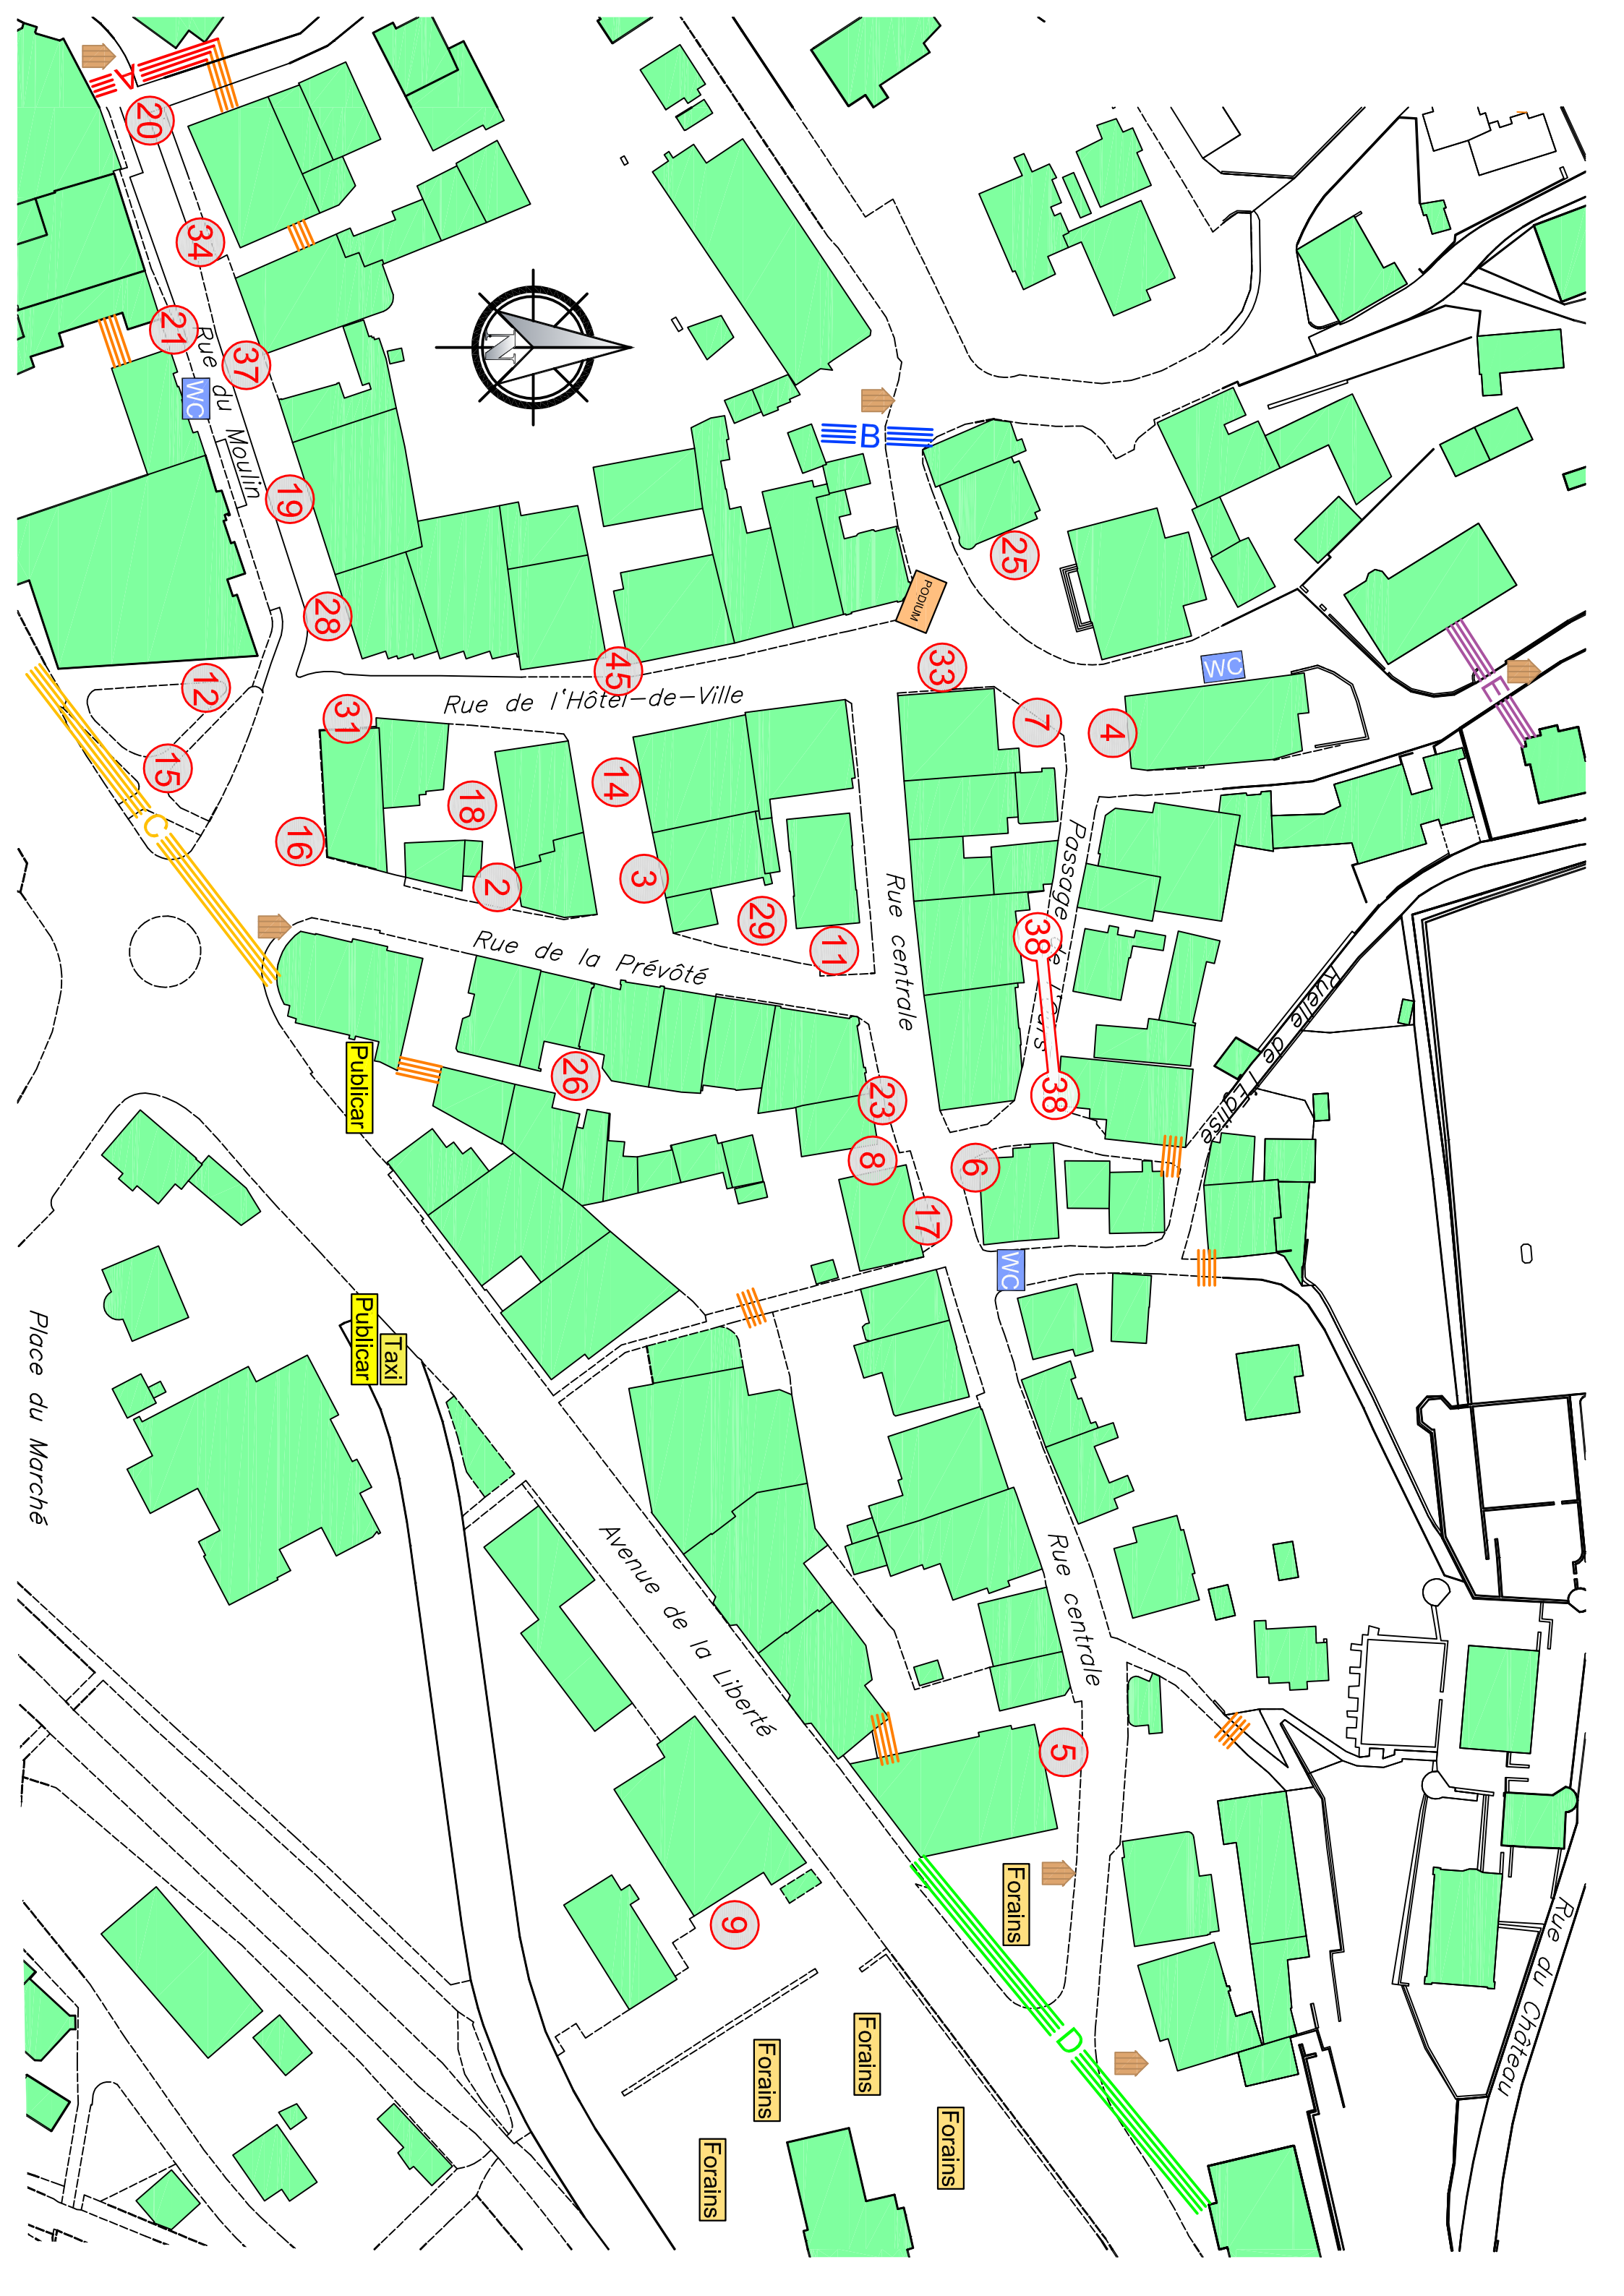 A
20
34
21
Rue du Moulin
37
WC
N
B
19
25
28
PODIUM
45
33
WC
E
12
Rue de l'Hôtel-de-Ville
31
7
4
15
14
18
C
16
3
2
29
11
Rue centrale
Passage de l'Ours
38
38
Rue de la Prévôté
Ruelle de l'Eglise
Publicar
26
23
8
6
17
WC
Publicar
Taxi
Place du Marché
Avenue de la Liberté
Rue centrale
5
9
Forains
Rue du Château
D
Forains
Forains
Forains
Forains